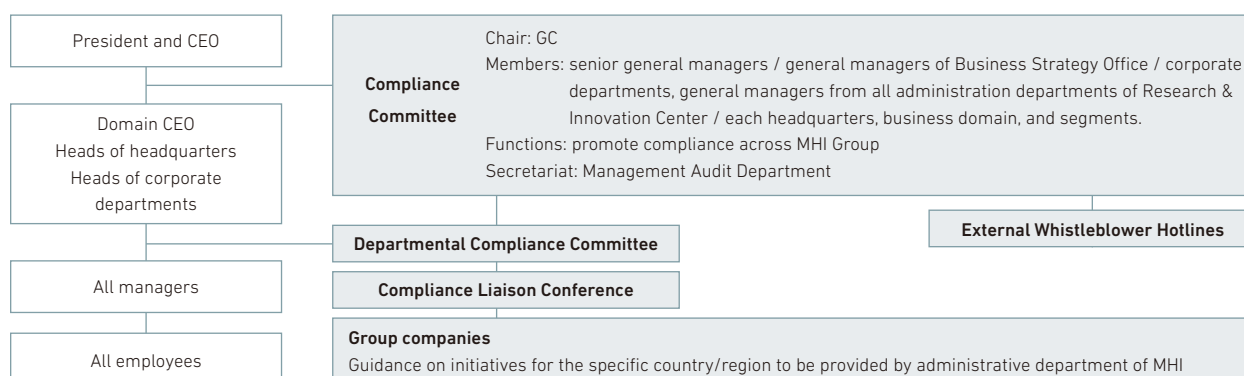 President and CEO
Domain CEO
Heads of headquarters
Heads of corporate
departments
All managers
All employees
Compliance
Committee
Chair: GC
Members: senior general managers / general managers of Business Strategy Office / corporate
departments, general managers from all administration departments of Research &
Innovation Center / each headquarters, business domain, and segments.
Functions: promote compliance across MHI Group
Secretariat: Management Audit Department
External Whistleblower Hotlines
Departmental Compliance Committee
Compliance Liaison Conference
Group companies
Guidance on initiatives for the specific country/region to be provided by administrative department of MHI